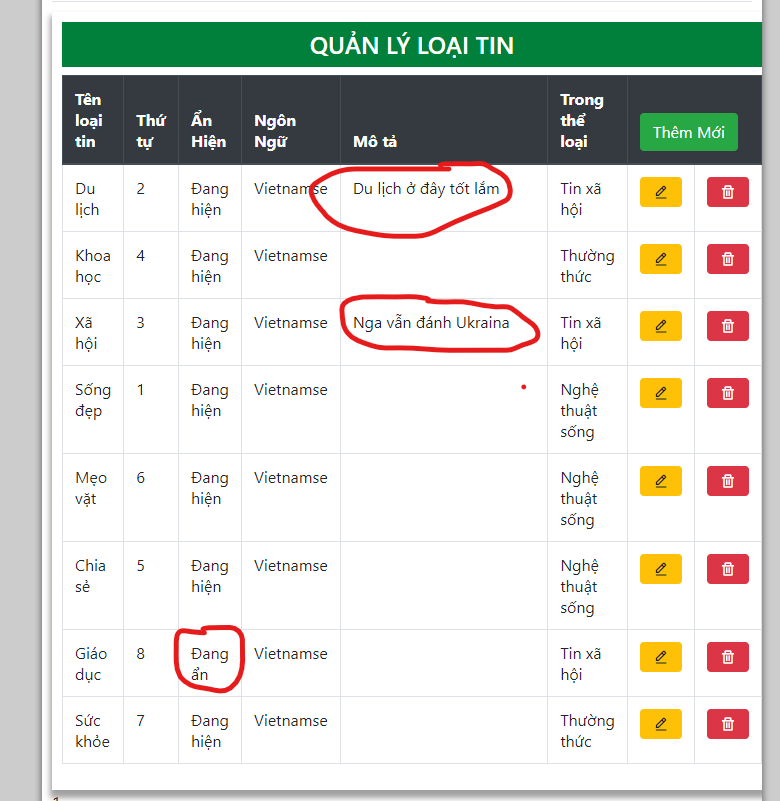 QUẢN LÝ LOẠI TIN
Tên loại tin Thứ tự Ẩn Hiện Ngôn Ngữ Mô tả Trong thể loại Thêm Mới
Du lịch 2 Đang hiện Vietnamse Du lịch ở đây tốt lắm Tin xã hội
Khoa học 4 Đang hiện Vietnamse Thường thức
Xã hội 3 Đang hiện Vietnamse Nga vẫn đánh Ukraina Tin xã hội
Sống đẹp 1 Đang hiện Vietnamse Nghệ thuật sống
Mẹo vặt 6 Đang hiện Vietnamse Nghệ thuật sống
Chia sẻ 5 Đang hiện Vietnamse Nghệ thuật sống
Giáo dục 8 Đang ẩn Vietnamse Tin xã hội
Sức khỏe 7 Đang hiện Vietnamse Thường thức